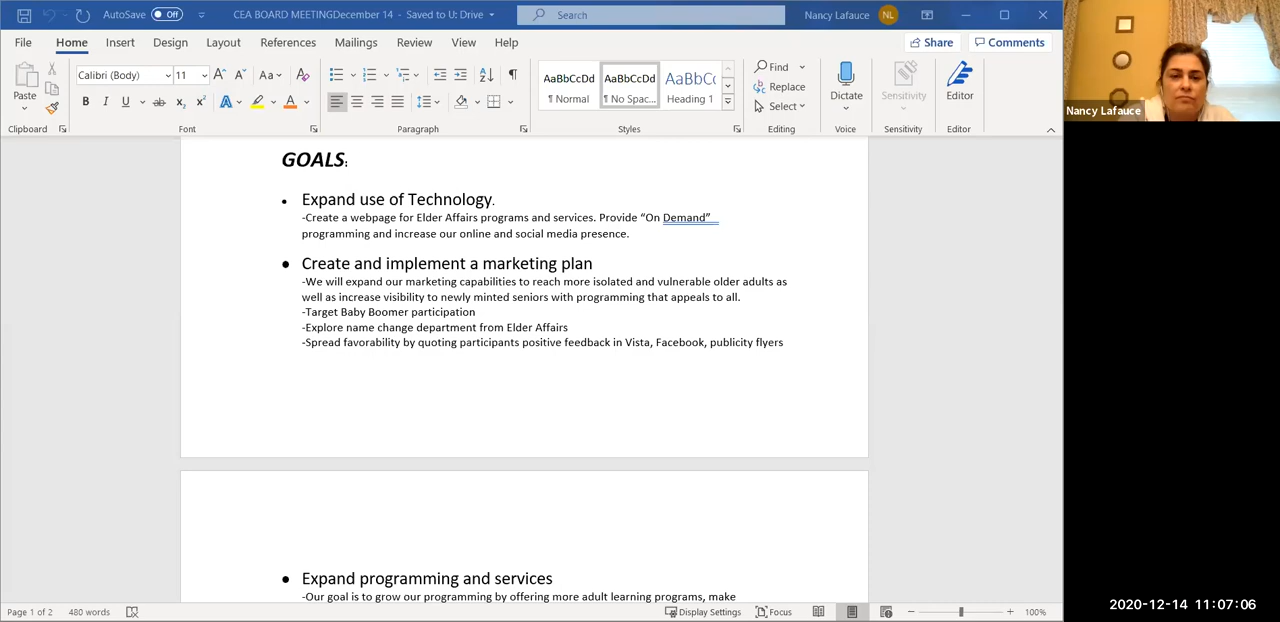 AutoSave Off CEA BOARD MEETINGDecember 14 - Saved to U: Drive Search Nancy Lafauce NL
File Home Insert Design Layout References Mailings Review View Help Share Comments
Paste Calibri (Body) 11 A A Aa A AaBbCcDd AaBbCcDd AaBbCc Find Dictate Sensitivity Editor
B I U ab x₂ x² A A ¶ Normal ¶ No Spac... Heading 1 Replace
Select
Clipboard Font Paragraph Styles Editing Voice Sensitivity Editor
Nancy Lafauce
GOALS:
• Expand use of Technology.
-Create a webpage for Elder Affairs programs and services. Provide “On Demand”
programming and increase our online and social media presence.
• Create and implement a marketing plan
-We will expand our marketing capabilities to reach more isolated and vulnerable older adults as
well as increase visibility to newly minted seniors with programming that appeals to all.
-Target Baby Boomer participation
-Explore name change department from Elder Affairs
-Spread favorability by quoting participants positive feedback in Vista, Facebook, publicity flyers
• Expand programming and services
-Our goal is to grow our programming by offering more adult learning programs, make
Page 1 of 2 480 words Display Settings Focus 100%
2020-12-14 11:07:06